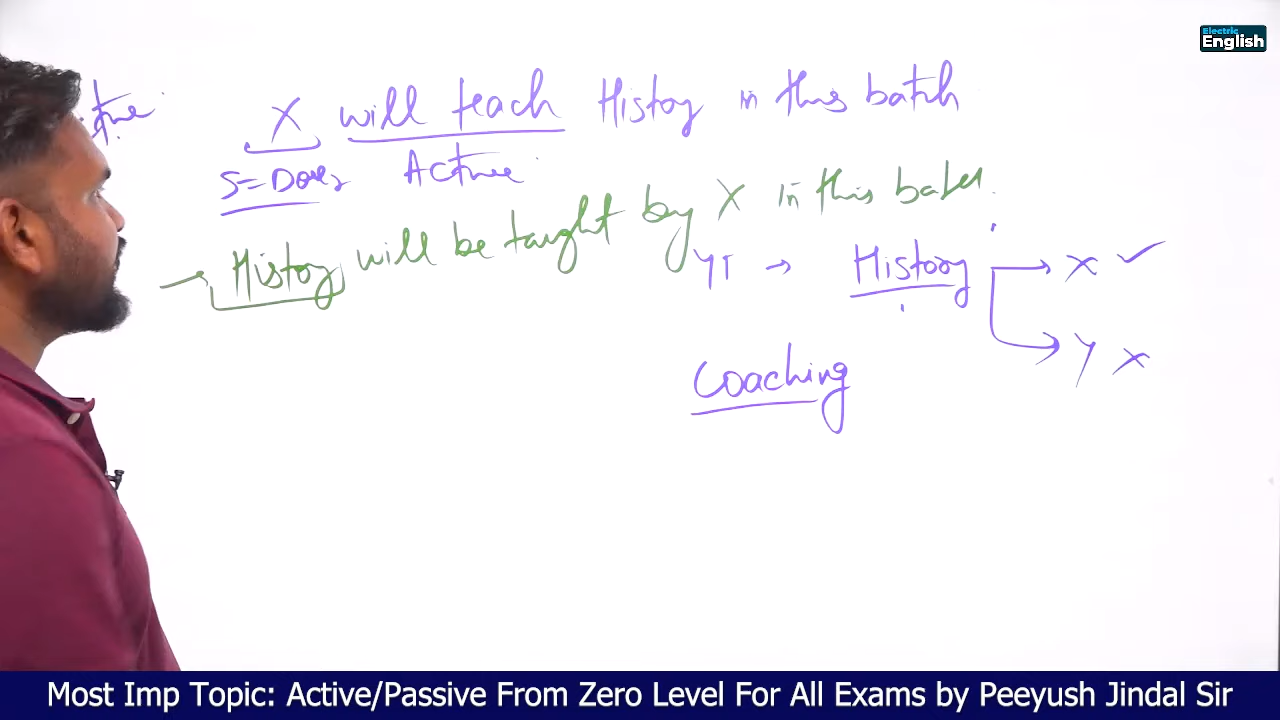 Electric
English
X will teach History in this batch
S = Doer Active
History will be taught by X in this batch.
YT → History → X ✓
→ Y X
Coaching
Most Imp Topic: Active/Passive From Zero Level For All Exams by Peeyush Jindal Sir